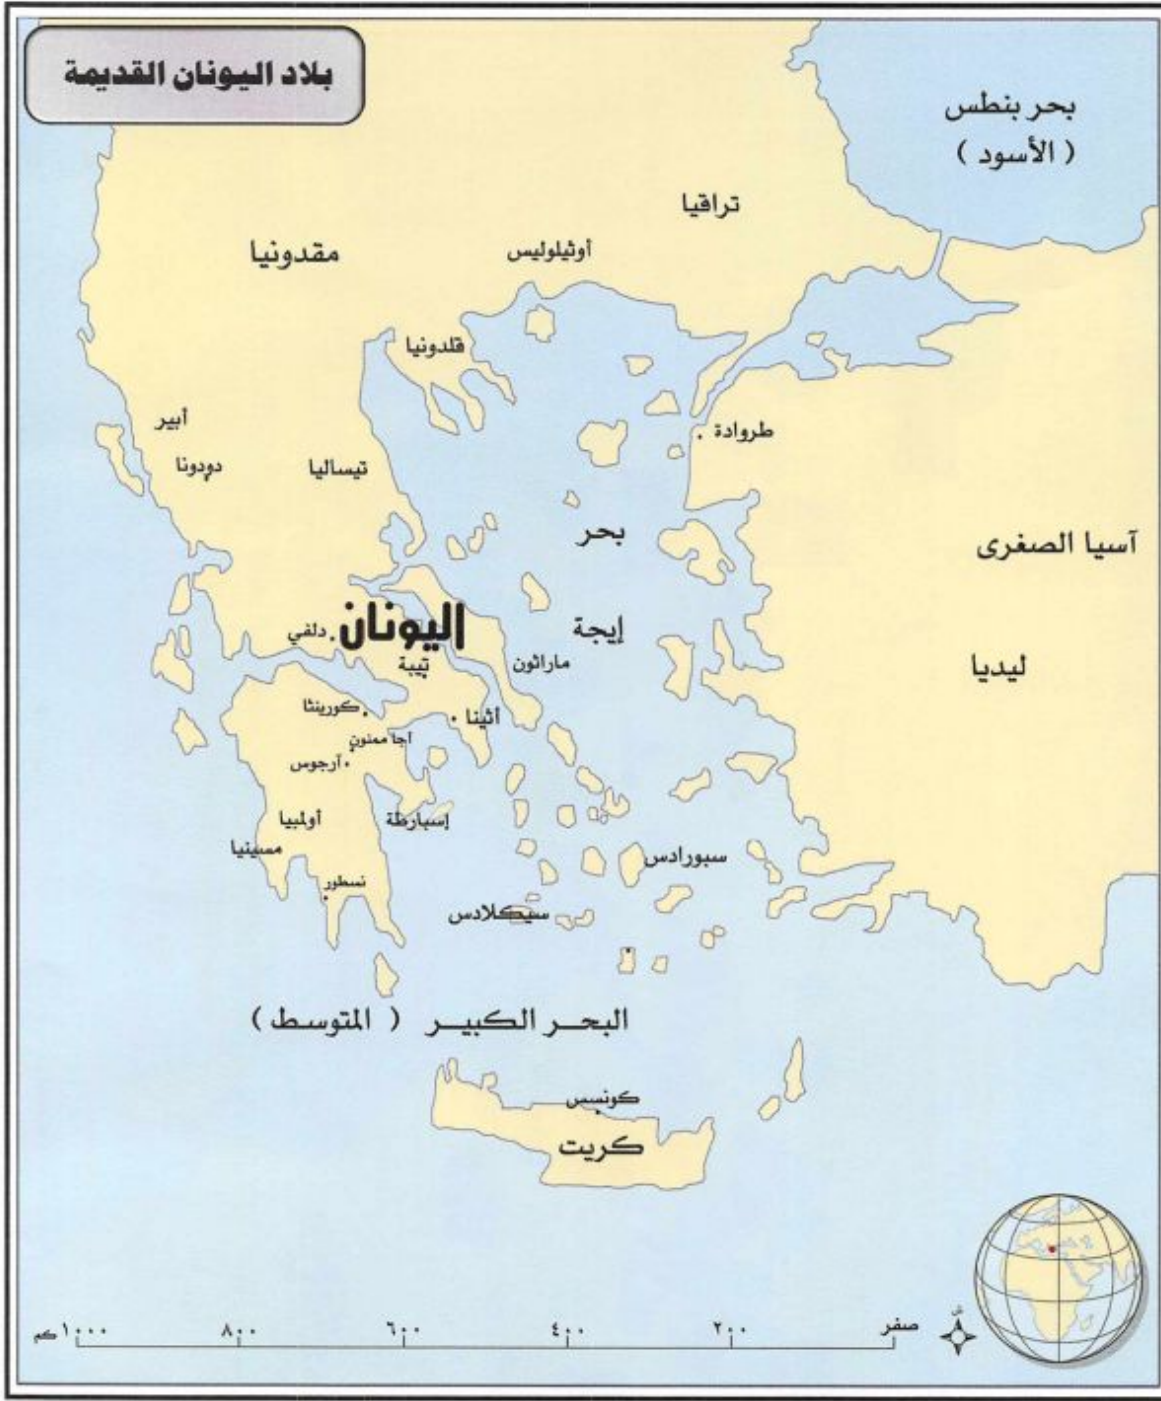 بلاد اليونان القديمة
بحر بنطس
( الأسود )
تراقيا
أوثيلوليس
مقدونيا
قلدونيا
أبير
طروادة
دودونا
تيساليا
بحر
آسيا الصغرى
إيجة
اليونان
دلفي
تيبة
ماراثون
ليديا
كورينثا
أثينا
آجا ممنون
آرجوس
أولمبيا
إسبارطة
مسينيا
سبورادس
نسطور
سيكلادس
البحر الكبير ( المتوسط )
كونسس
كريت
صفر ٢٠٠ ٤٠٠ ٦٠٠ ٨٠٠ ١٠٠٠ كم
ش